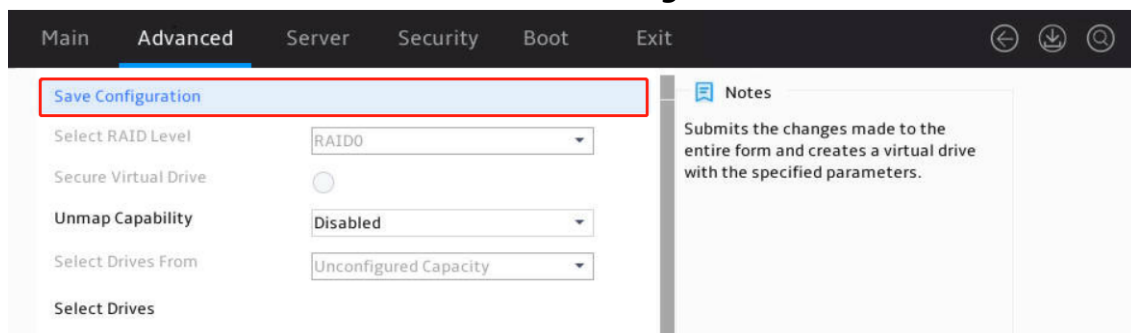 Main Advanced Server Security Boot Exit
Save Configuration
Select RAID Level RAID0
Secure Virtual Drive
Unmap Capability Disabled
Select Drives From Unconfigured Capacity
Select Drives
Notes
Submits the changes made to the
entire form and creates a virtual drive
with the specified parameters.